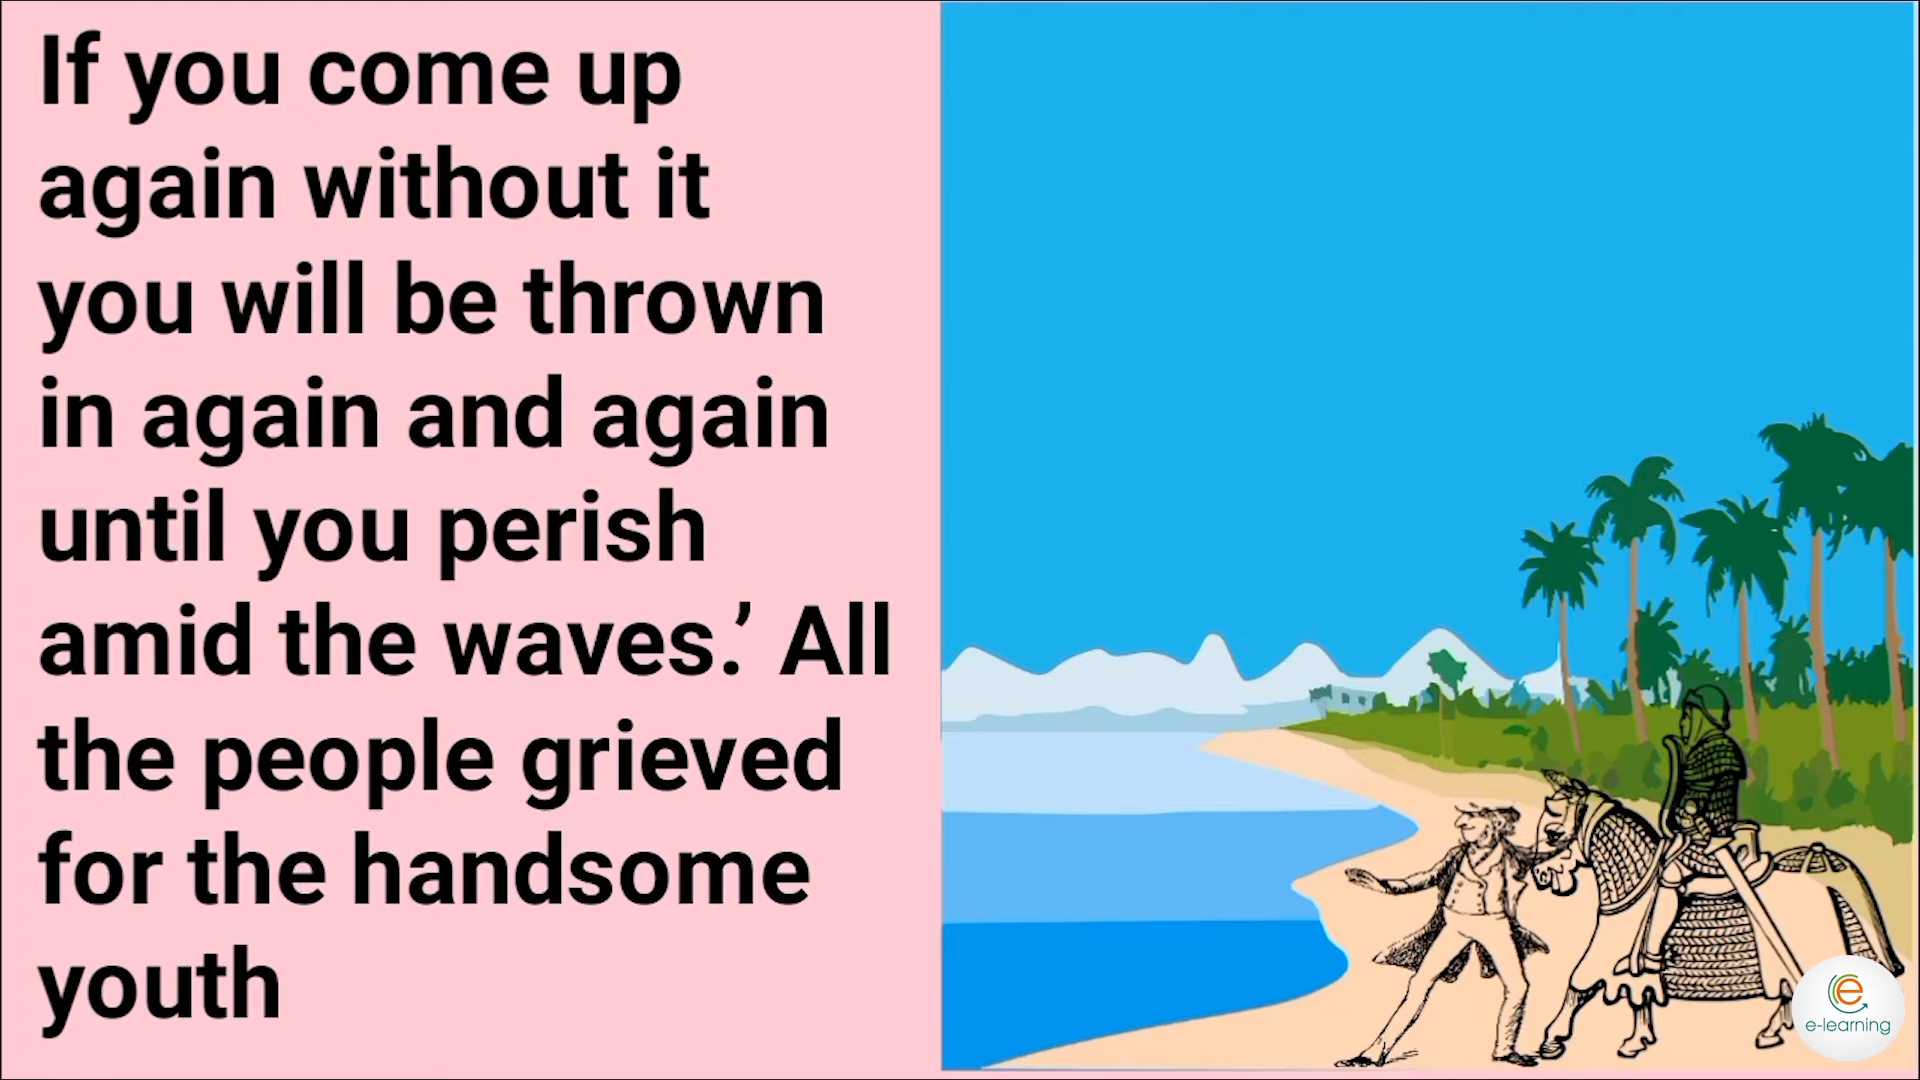 If you come up
again without it
you will be thrown
in again and again
until you perish
amid the waves.’ All
the people grieved
for the handsome
youth
e
e-learning